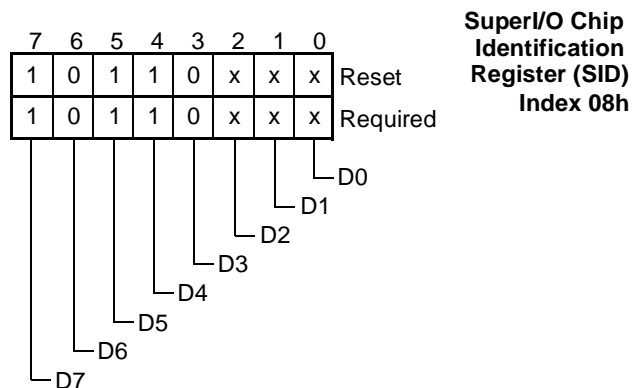 SuperI/O Chip
Identification
Register (SID)
Index 08h
7 6 5 4 3 2 1 0
1 0 1 1 0 x x x Reset
1 0 1 1 0 x x x Required
D0
D1
D2
D3
D4
D5
D6
D7